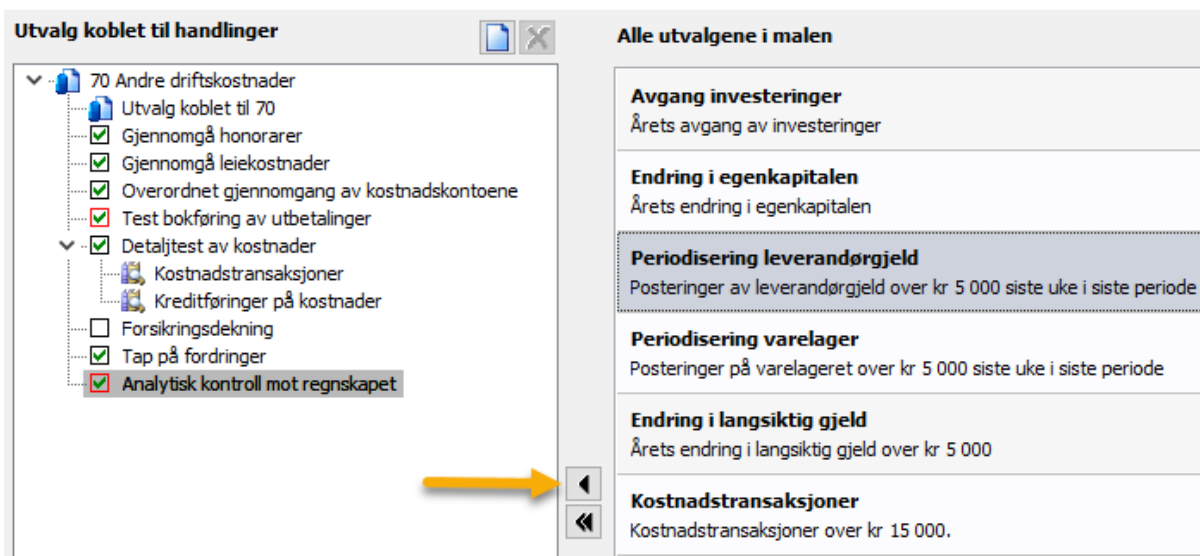 Utvalg koblet til handlinger
70 Andre driftskostnader
Utvalg koblet til 70
Gjennomgå honorarer
Gjennomgå leiekostnader
Overordnet gjennomgang av kostnadskontoene
Test bokføring av utbetalinger
Detaljtest av kostnader
Kostnadstransaksjoner
Kreditføringer på kostnader
Forsikringsdekning
Tap på fordringer
Analytisk kontroll mot regnskapet
Alle utvalgene i malen
Avgang investeringer
Årets avgang av investeringer
Endring i egenkapitalen
Årets endring i egenkapitalen
Periodisering leverandørgjeld
Posteringer av leverandørgjeld over kr 5 000 siste uke i siste periode
Periodisering varelager
Posteringer på varelageret over kr 5 000 siste uke i siste periode
Endring i langsiktig gjeld
Årets endring i langsiktig gjeld over kr 5 000
Kostnadstransaksjoner
Kostnadstransaksjoner over kr 15 000.